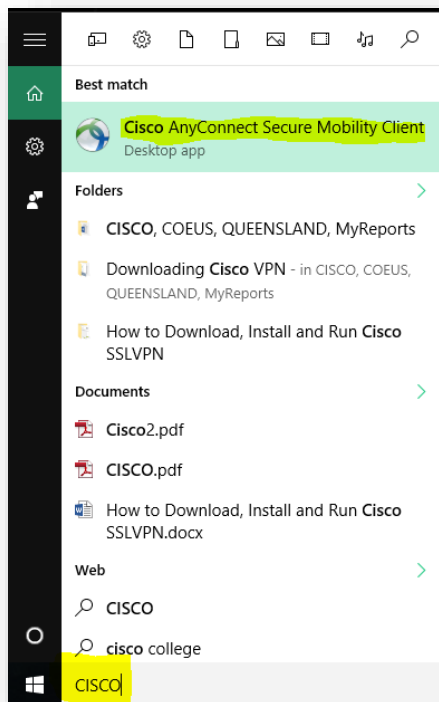 Best match
Cisco AnyConnect Secure Mobility Client
Desktop app
Folders
CISCO, COEUS, QUEENSLAND, MyReports
Downloading Cisco VPN - in CISCO, COEUS,
QUEENSLAND, MyReports
How to Download, Install and Run Cisco
SSLVPN
Documents
Cisco2.pdf
CISCO.pdf
How to Download, Install and Run Cisco
SSLVPN.docx
Web
CISCO
cisco college
CISCO